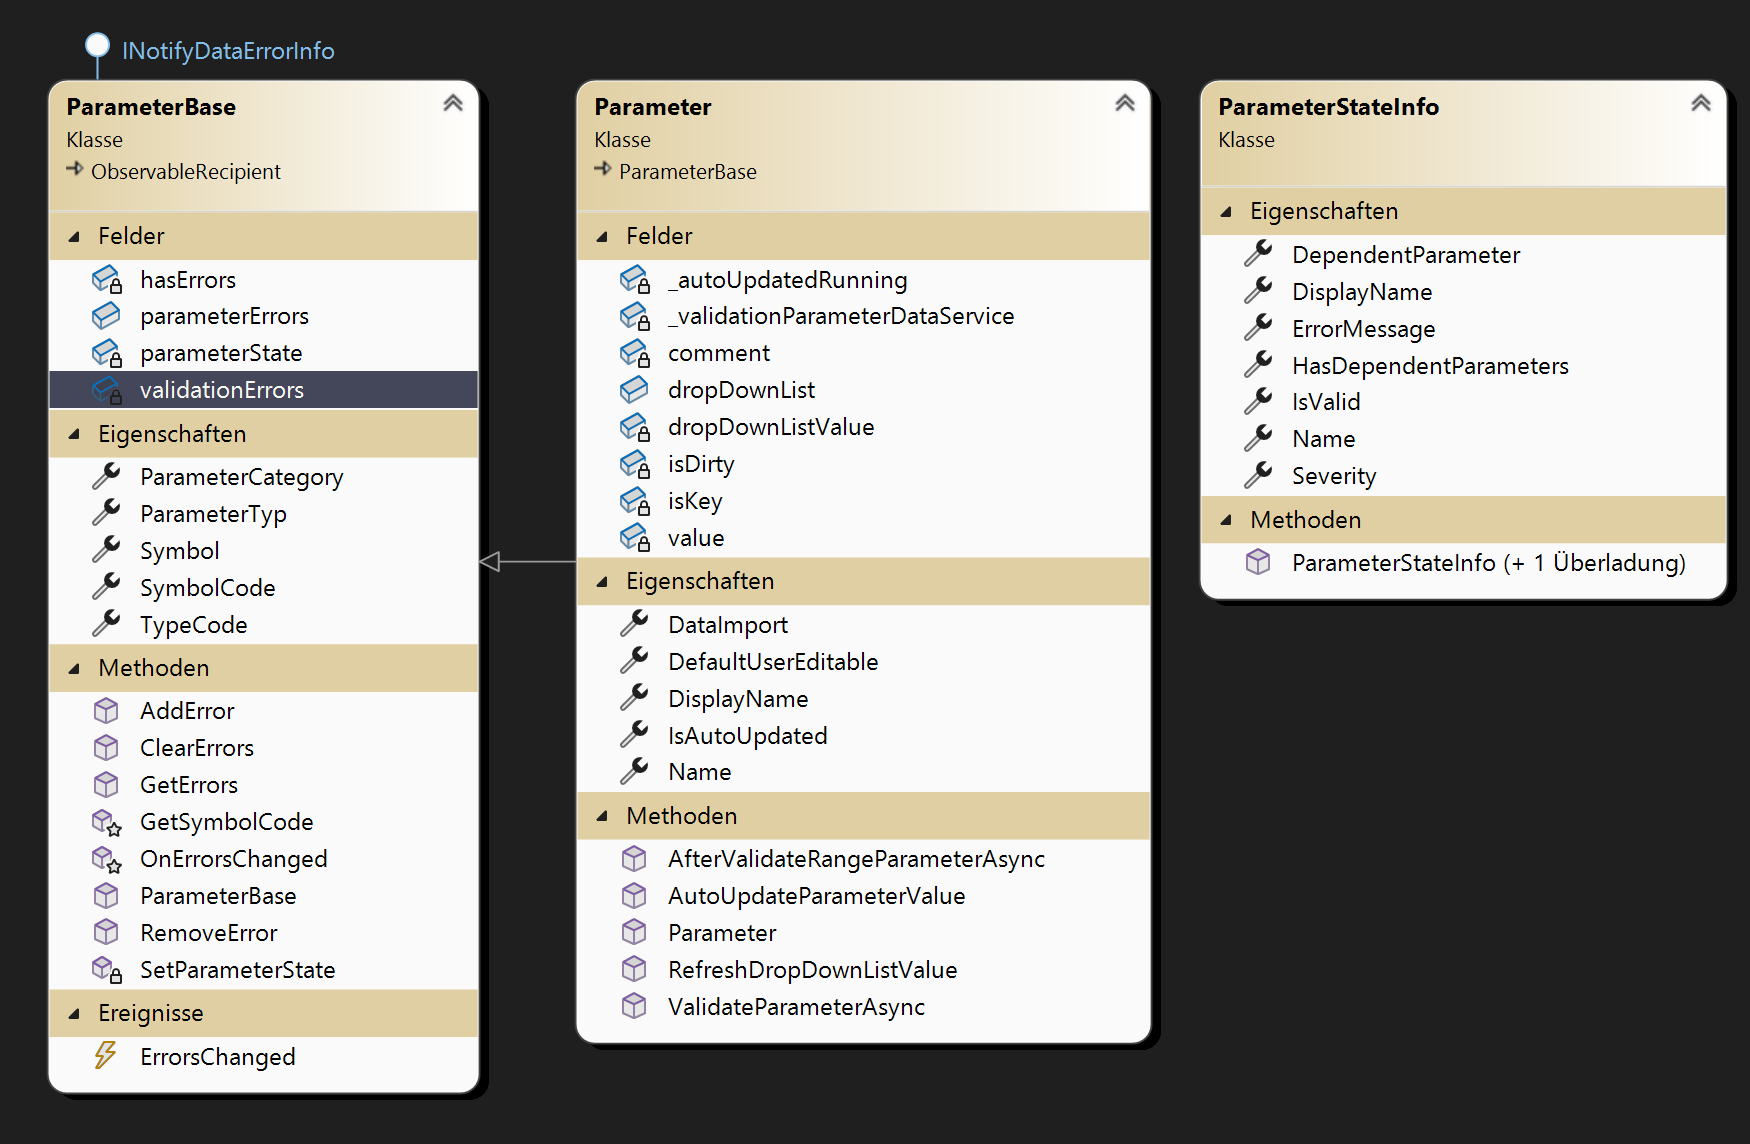 INotifyDataErrorInfo
ParameterBase
Klasse
ObservableRecipient
Felder
hasErrors
parameterErrors
parameterState
validationErrors
Eigenschaften
ParameterCategory
ParameterTyp
Symbol
SymbolCode
TypeCode
Methoden
AddError
ClearErrors
GetErrors
GetSymbolCode
OnErrorsChanged
ParameterBase
RemoveError
SetParameterState
Ereignisse
ErrorsChanged
Parameter
Klasse
ParameterBase
Felder
_autoUpdatedRunning
_validationParameterDataService
comment
dropDownList
dropDownListValue
isDirty
isKey
value
Eigenschaften
DataImport
DefaultUserEditable
DisplayName
IsAutoUpdated
Name
Methoden
AfterValidateRangeParameterAsync
AutoUpdateParameterValue
Parameter
RefreshDropDownListValue
ValidateParameterAsync
ParameterStateInfo
Klasse
Eigenschaften
DependentParameter
DisplayName
ErrorMessage
HasDependentParameters
IsValid
Name
Severity
Methoden
ParameterStateInfo (+ 1 Überladung)